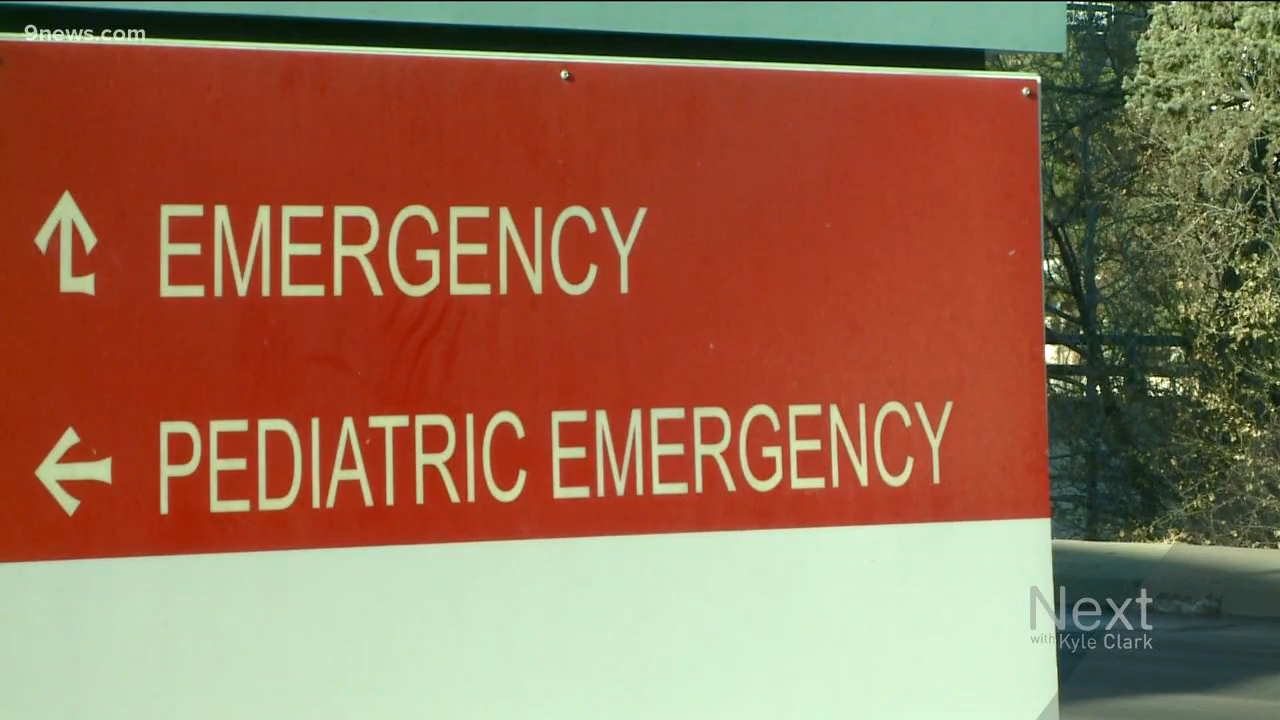 9news.com
EMERGENCY
PEDIATRIC EMERGENCY
Next
with Kyle Clark